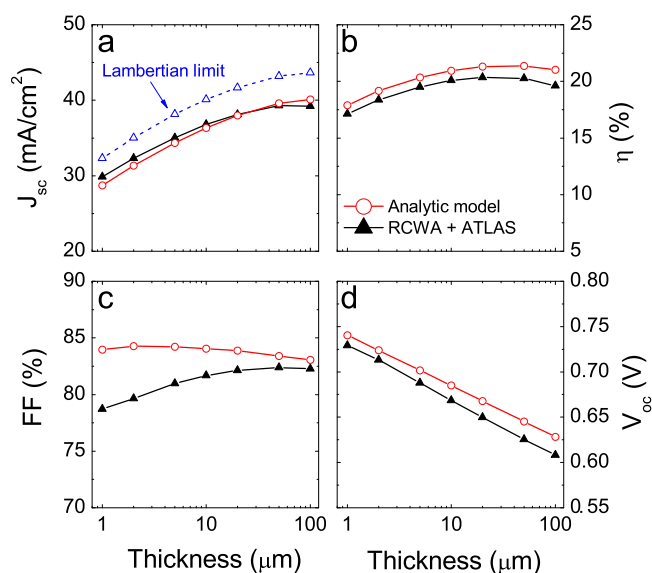 a
Lambertian limit
50
40
30
20
J_sc (mA/cm²)
b
25
20
15
10
5
η (%)
Analytic model
RCWA + ATLAS
c
90
85
80
75
70
FF (%)
1
10
100
Thickness (μm)
d
0.80
0.75
0.70
0.65
0.60
0.55
V_oc (V)
1
10
100
Thickness (μm)